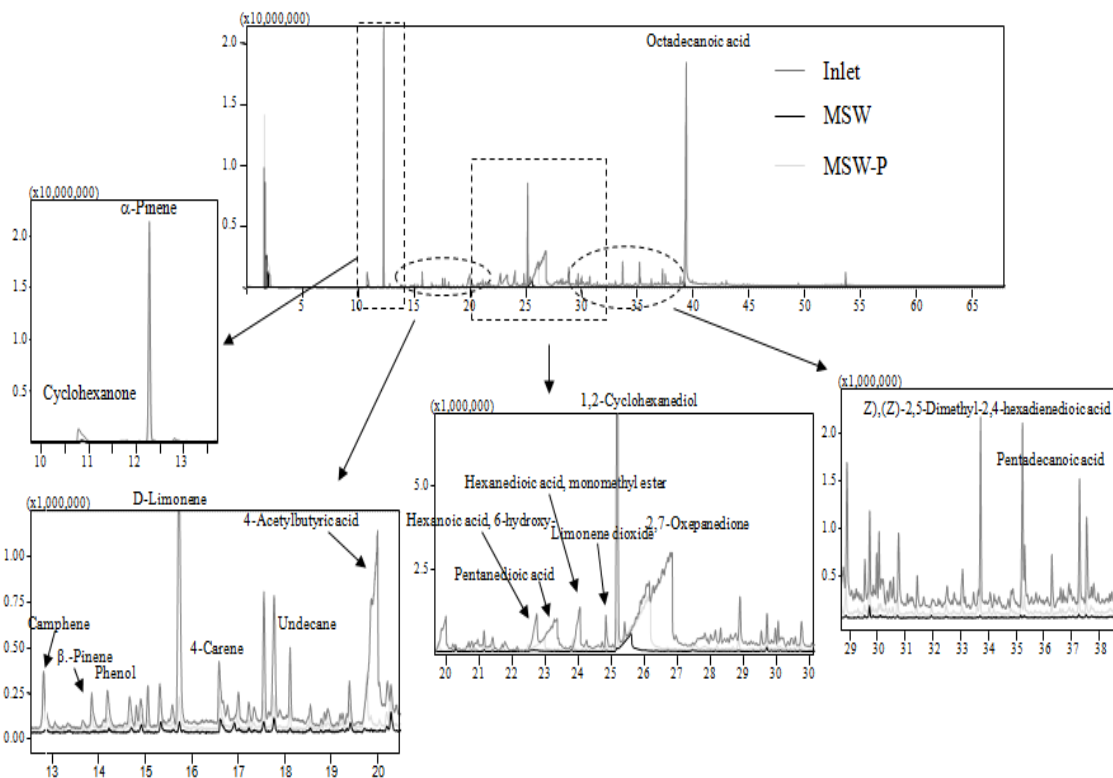 (x10,000,000)
Octadecanoic acid
2.0
1.5
1.0
0.5
Inlet
MSW
MSW-P
5 10 15 20 25 30 35 40 45 50 55 60 65
(x10,000,000)
α-Pinene
2.0
1.5
1.0
0.5
Cyclohexanone
10 11 12 13
(x1,000,000)
D-Limonene
4-Acetylbutyric acid
1.00
0.75
0.50
0.25
0.00
Camphene
β.-Pinene
Phenol
4-Carene
Undecane
13 14 15 16 17 18 19 20
(x1,000,000)
1,2-Cyclohexanediol
5.0
2.5
Hexanedioic acid, monomethyl ester
Hexanoic acid, 6-hydroxy-
2,7-Oxepanedione
Limonene dioxide
Pentanedioic acid
20 21 22 23 24 25 26 27 28 29 30 31
(x1,000,000)
Z),(Z)-2,5-Dimethyl-2,4-hexadienedioic acid
2.0
Pentadecanoic acid
1.0
0.5
29 30 31 32 33 34 35 36 37 38